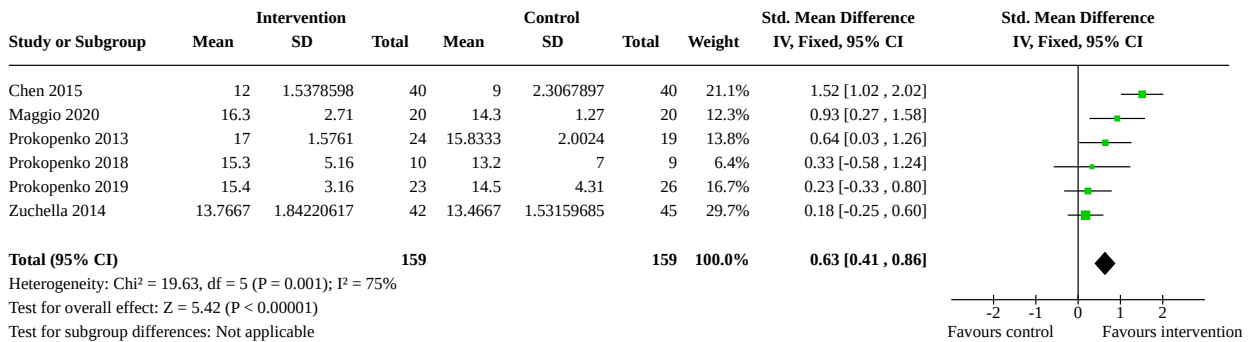 Intervention Control Std. Mean Difference Std. Mean Difference
Study or Subgroup Mean SD Total Mean SD Total Weight IV, Fixed, 95% CI IV, Fixed, 95% CI
Chen 2015 12 1.5378598 40 9 2.3067897 40 21.1% 1.52 [1.02 , 2.02]
Maggio 2020 16.3 2.71 20 14.3 1.27 20 12.3% 0.93 [0.27 , 1.58]
Prokopenko 2013 17 1.5761 24 15.8333 2.0024 19 13.8% 0.64 [0.03 , 1.26]
Prokopenko 2018 15.3 5.16 10 13.2 7 9 6.4% 0.33 [-0.58 , 1.24]
Prokopenko 2019 15.4 3.16 23 14.5 4.31 26 16.7% 0.23 [-0.33 , 0.80]
Zuchella 2014 13.7667 1.84220617 42 13.4667 1.53159685 45 29.7% 0.18 [-0.25 , 0.60]
Total (95% CI) 159 159 100.0% 0.63 [0.41 , 0.86]
Heterogeneity: Chi² = 19.63, df = 5 (P = 0.001); I² = 75%
Test for overall effect: Z = 5.42 (P < 0.00001)
Test for subgroup differences: Not applicable
-2 -1 0 1 2
Favours control Favours intervention